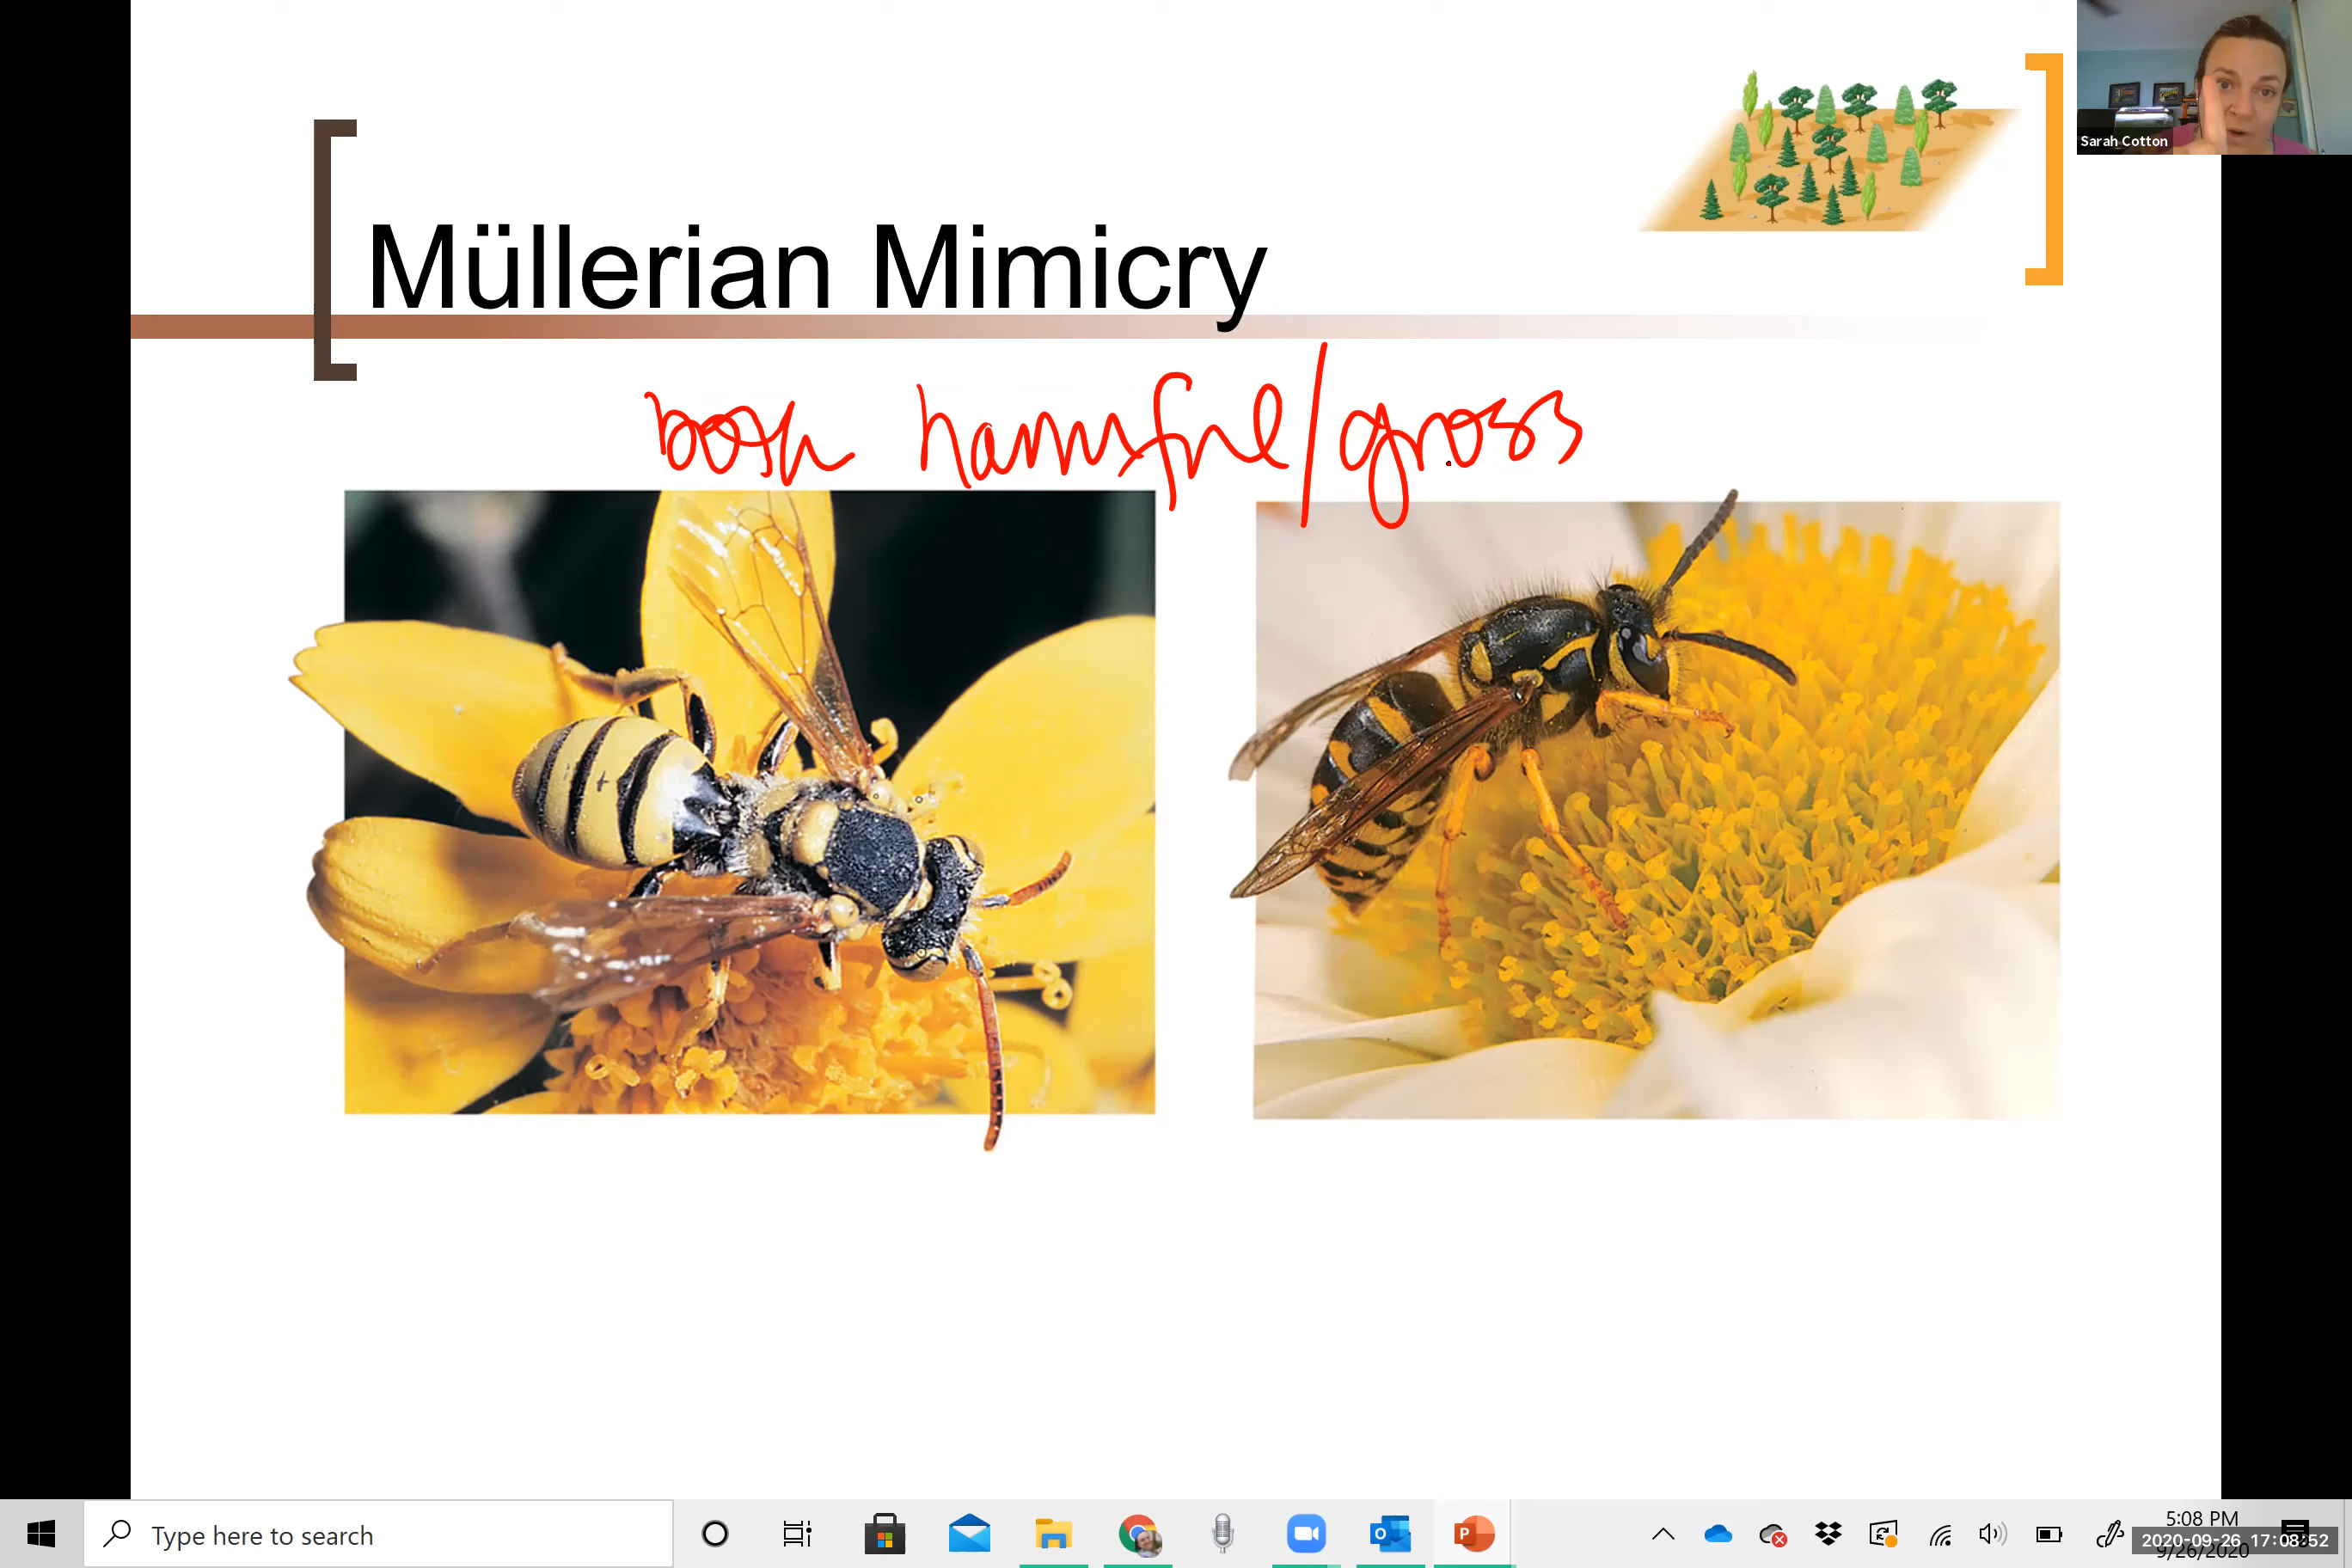 Sarah Cotton
Müllerian Mimicry
both harmful/gross
Type here to search
5:08 PM
2020-09-26 17:08:52
9/26/2020